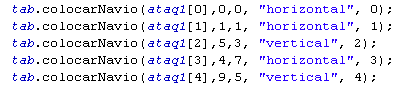 tab.colocarNavio(ataq1[0],0,0, "horizontal", 0);
tab.colocarNavio(ataq1[1],1,1, "horizontal", 1);
tab.colocarNavio(ataq1[2],5,3, "vertical", 2);
tab.colocarNavio(ataq1[3],4,7, "horizontal", 3);
tab.colocarNavio(ataq1[4],9,5, "vertical", 4);